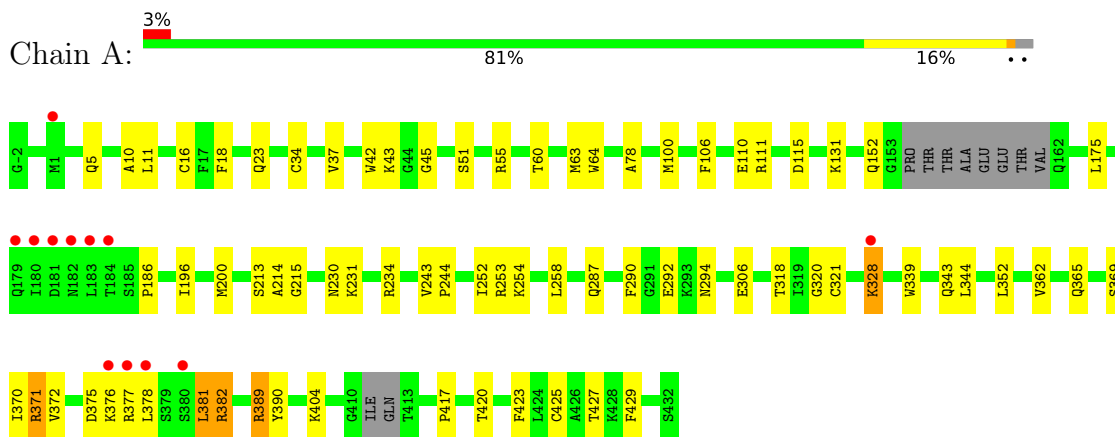 3%
Chain A:
81% 16% • •
G-2 M1 Q5 A10 L11 C16 F17 F18 Q23 C34 V37 W42 K43 G44 G45 S51 R55 T60 M63 W64 A78 M100 F106 E110 R111 D115 K131 Q152 G153 PRO THR THR ALA GLU GLU THR VAL Q162 L175
Q179 I180 D181 N182 L183 T184 S185 P186 I196 M200 S213 A214 G215 N230 K231 R234 V243 P244 I252 R253 K254 L258 Q287 F290 G291 E292 K293 N294 E306 T318 I319 G320 C321 K328 W339 Q343 L344 L352 V362 Q365 S369
I370 R371 V372 D375 K376 R377 L378 S379 S380 L381 R382 R389 Y390 K404 G410 ILE GLN T413 P417 T420 F423 L424 C425 A426 T427 K428 F429 S432